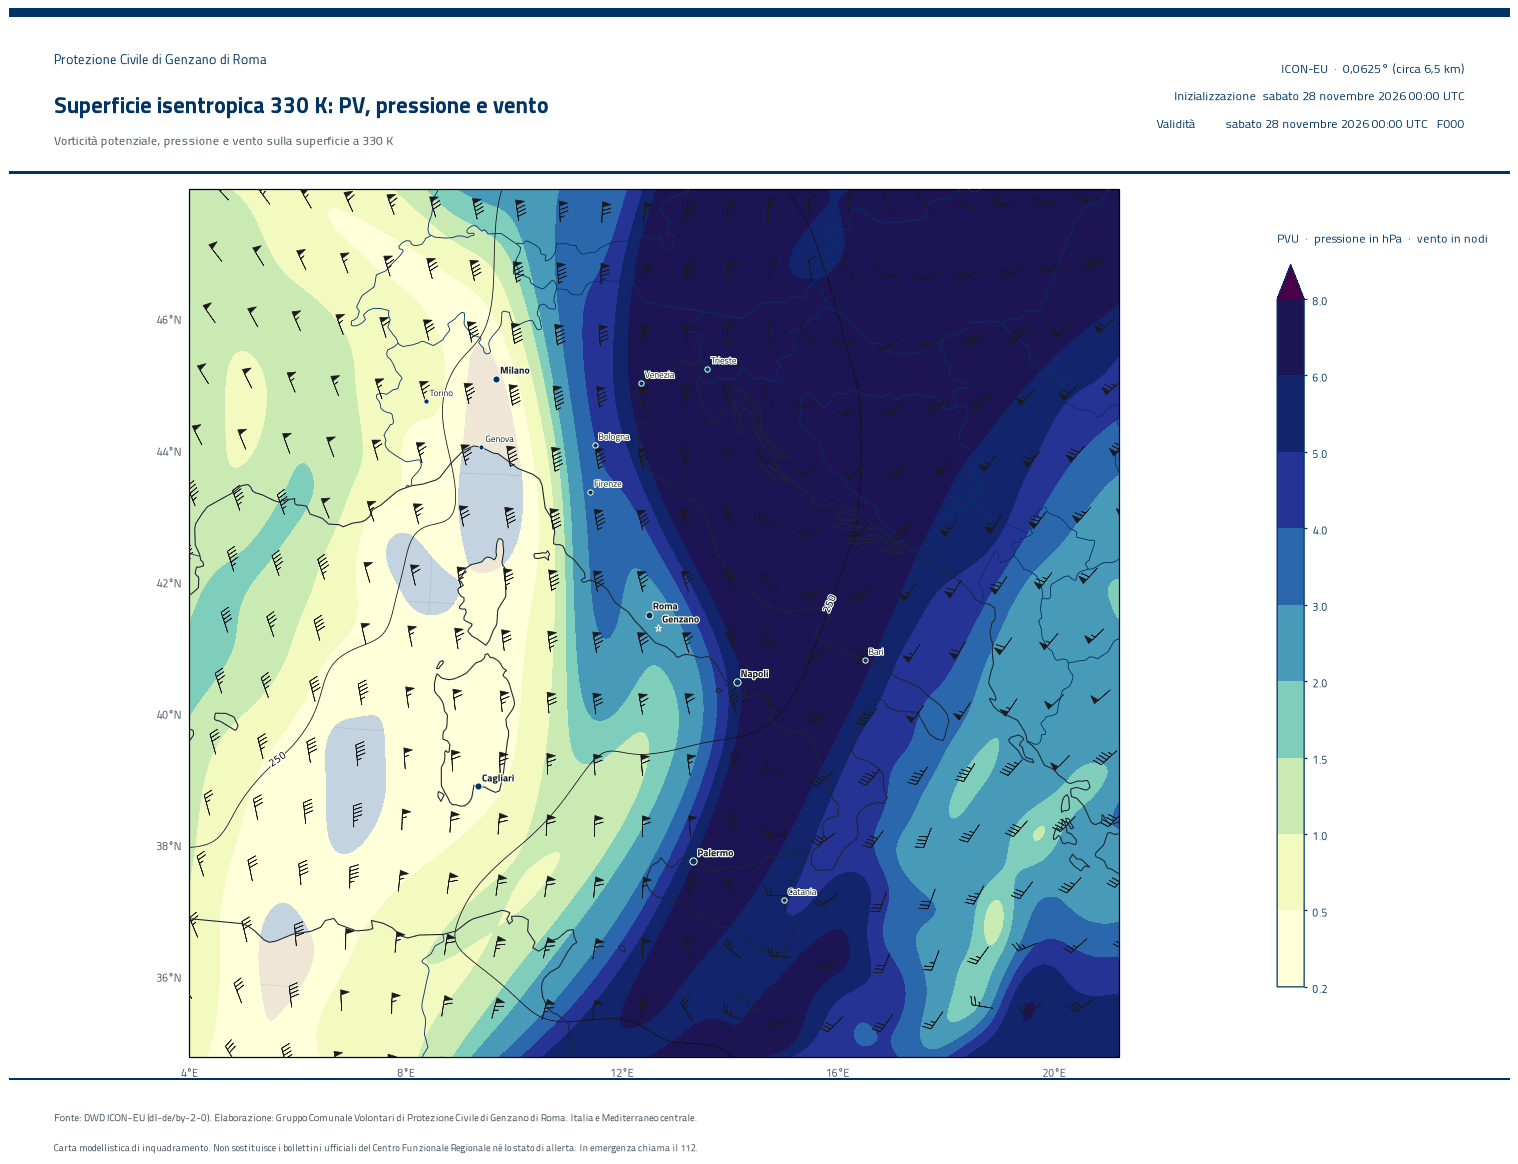 Protezione Civile di Genzano di Roma
Superficie isentropica 330 K: PV, pressione e vento
Vorticità potenziale, pressione e vento sulla superficie a 330 K
ICON-EU · 0,0625° (circa 6,5 km)
Inizializzazione sabato 28 novembre 2026 00:00 UTC
Validità sabato 28 novembre 2026 00:00 UTC F000
PVU · pressione in hPa · vento in nodi
8.0
6.0
5.0
4.0
3.0
2.0
1.5
1.0
0.5
0.2
46°N
44°N
42°N
40°N
38°N
36°N
4°E
8°E
12°E
16°E
20°E
Milano
Torino
Genova
Venezia
Trieste
Bologna
Firenze
Roma
Genzano
Napoli
Bari
Cagliari
Palermo
Catania
250
250
Fonte: DWD ICON-EU (dl-de/by-2-0). Elaborazione: Gruppo Comunale Volontari di Protezione Civile di Genzano di Roma. Italia e Mediterraneo centrale.
Carta modellistica di inquadramento. Non sostituisce i bollettini ufficiali del Centro Funzionale Regionale né lo stato di allerta. In emergenza chiama il 112.